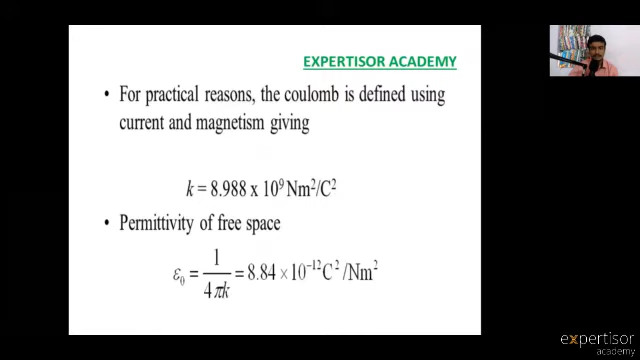 EXPERTISOR ACADEMY
• For practical reasons, the coulomb is defined using
current and magnetism giving
k = 8.988 x 10⁹ Nm²/C²
• Permittivity of free space
ε₀ = 1/4πk = 8.84 × 10⁻¹² C² /Nm²
expertisor
academy